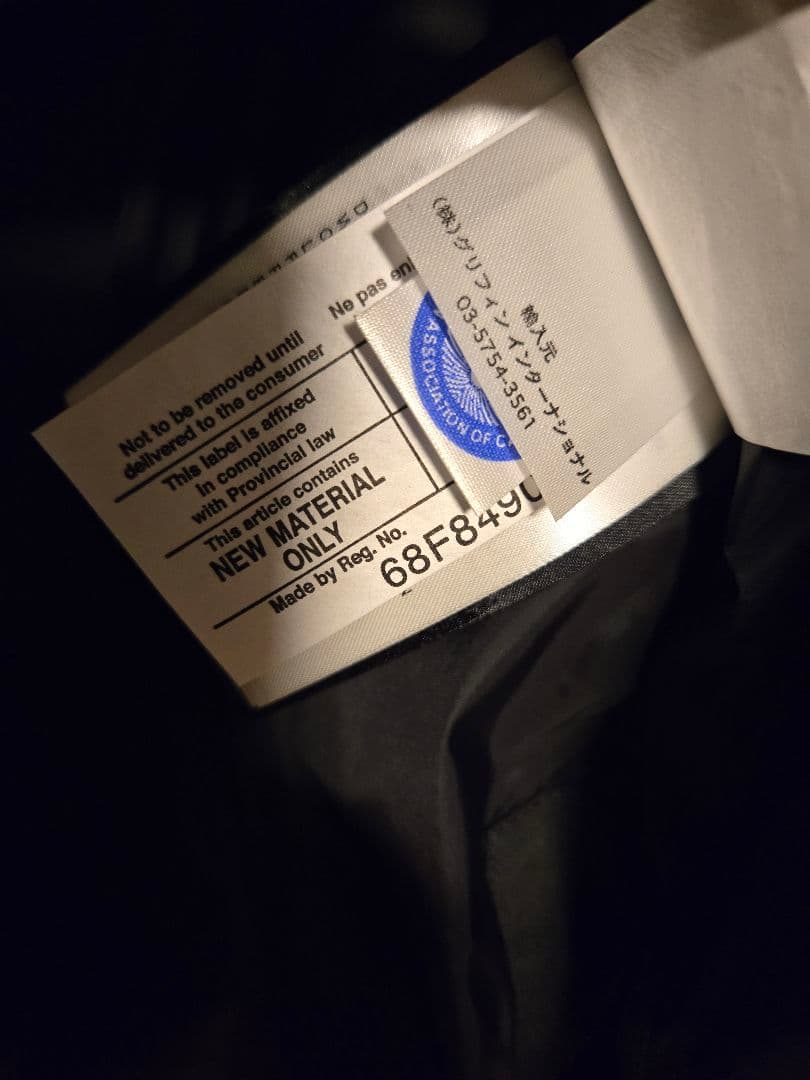 Not to be removed until
delivered to the consumer
Ne pas enl
This label is affixed
in compliance
with Provincial law
This article contains
NEW MATERIAL
ONLY
Made by Reg. No.
68F8490
ASSOCIATION OF C
輸入元
(株)グリフィンインターナショナル
03-5754-3561